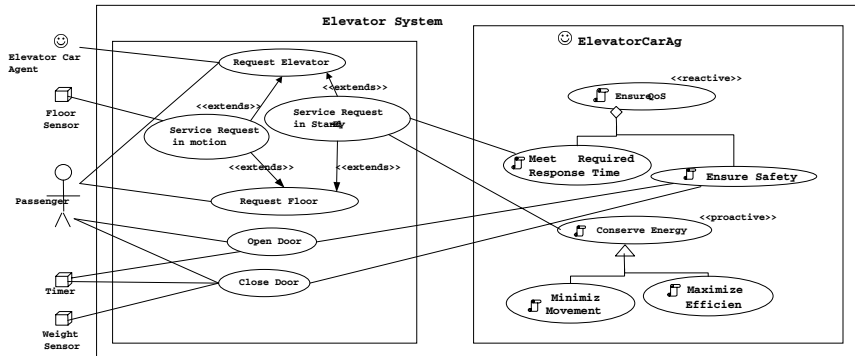 Elevator System
Elevator Car
Agent
Floor
Sensor
Passenger
Timer
Weight
Sensor
Request Elevator
<<extends>>
<<extends>>
Service Request
in motion
Service Request
in
<<extends>>
<<extends>>
Request Floor
Open Door
Close Door
ElevatorCarAg
<<reactive>>
EnsureQoS
Meet Required
Response Time
Ensure Safety
<<proactive>>
Conserve Energy
Minimiz
Movement
Maximize
Efficien